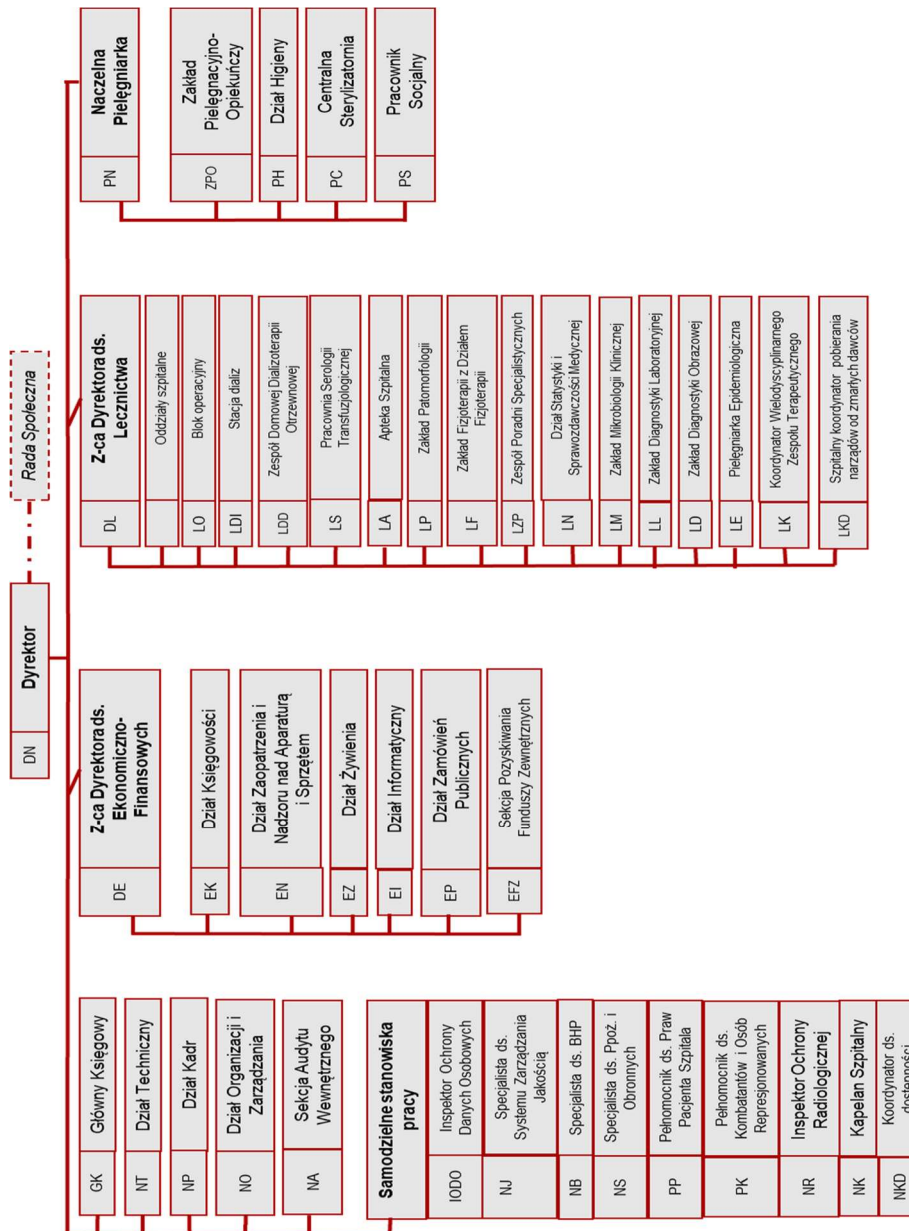 Rada Społeczna
DN
Dyrektor
GK
Główny Księgowy
NT
Dział Techniczny
NP
Dział Kadr
NO
Dział Organizacji i
Zarządzania
NA
Sekcja Audytu
Wewnętrznego
Samodzielne stanowiska
pracy
IODO
Inspektor Ochrony
Danych Osobowych
NJ
Specjalista ds.
Systemu Zarządzania
Jakością
NB
Specjalista ds. BHP
NS
Specjalista ds. Ppoż. i
Obronnych
PP
Pełnomocnik ds. Praw
Pacjenta Szpitala
PK
Pełnomocnik ds.
Kombatantów i Osób
Represjonowanych
NR
Inspektor Ochrony
Radiologicznej
NK
Kapelan Szpitalny
NKD
Koordynator ds.
dostępności
DE
Z-ca Dyrektora ds.
Ekonomiczno-
Finansowych
EK
Dział Księgowości
EN
Dział Zaopatrzenia i
Nadzoru nad Aparaturą
i Sprzętem
EZ
Dział Żywienia
EI
Dział Informatyczny
EP
Dział Zamówień
Publicznych
EFZ
Sekcja Pozyskiwania
Funduszy Zewnętrznych
DL
Z-ca Dyrektora ds.
Lecznictwa
Oddziały szpitalne
LO
Blok operacyjny
LDI
Stacja dializ
LDD
Zespół Domowej Dializoterapii
Otrzewnowej
LS
Pracownia Serologii
Transfuzjologicznej
LA
Apteka Szpitalna
LP
Zakład Patomorfologii
LF
Zakład Fizjoterapii z Działem
Fizjoterapii
LZP
Zespół Poradni Specjalistycznych
LN
Dział Statystyki i
Sprawozdawczości Medycznej
LM
Zakład Mikrobiologii Klinicznej
LL
Zakład Diagnostyki Laboratoryjnej
LD
Zakład Diagnostyki Obrazowej
LE
Pielęgniarka Epidemiologiczna
LK
Koordynator Wielodyscyplinarnego
Zespołu Terapeutycznego
LKD
Szpitalny koordynator pobierania
narządów od zmarłych dawców
PN
Naczelna
Pielęgniarka
ZPO
Zakład
Pielęgnacyjno-
Opiekuńczy
PH
Dział Higieny
PC
Centralna
Sterylizatornia
PS
Pracownik
Socjalny